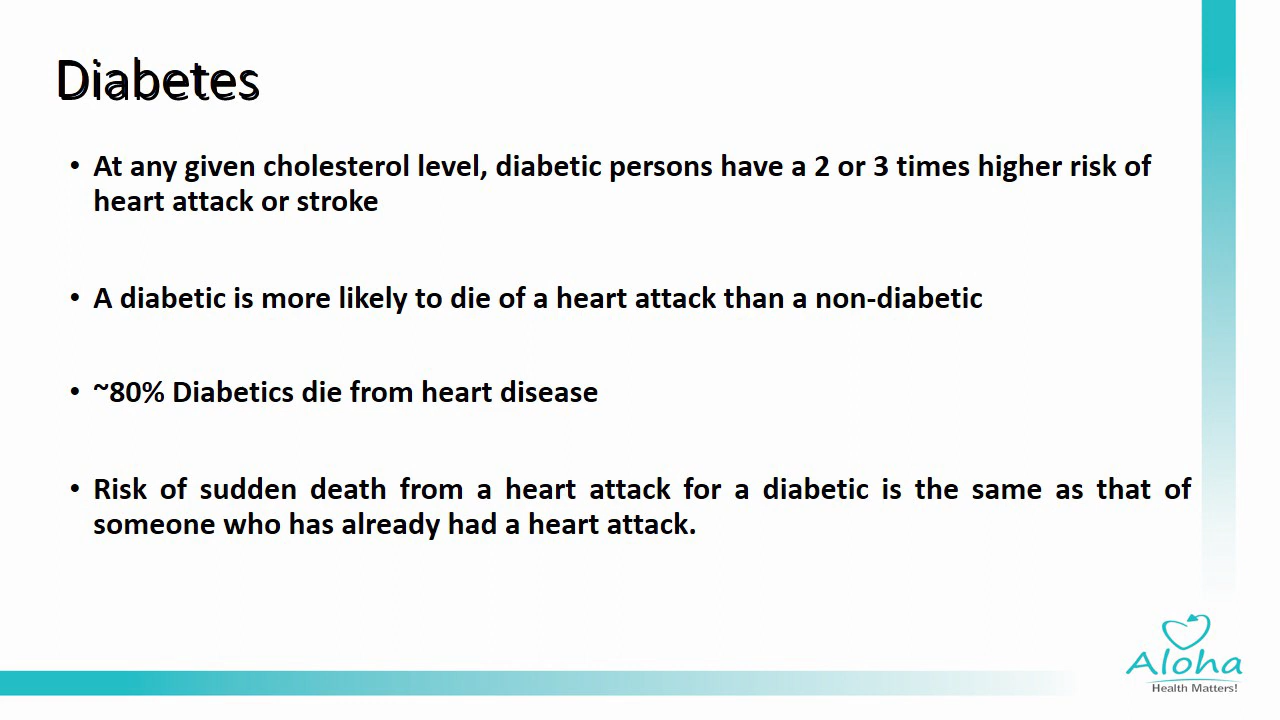 Diabetes
• At any given cholesterol level, diabetic persons have a 2 or 3 times higher risk of
heart attack or stroke
• A diabetic is more likely to die of a heart attack than a non-diabetic
• ~80% Diabetics die from heart disease
• Risk of sudden death from a heart attack for a diabetic is the same as that of
someone who has already had a heart attack.
Aloha
Health Matters!